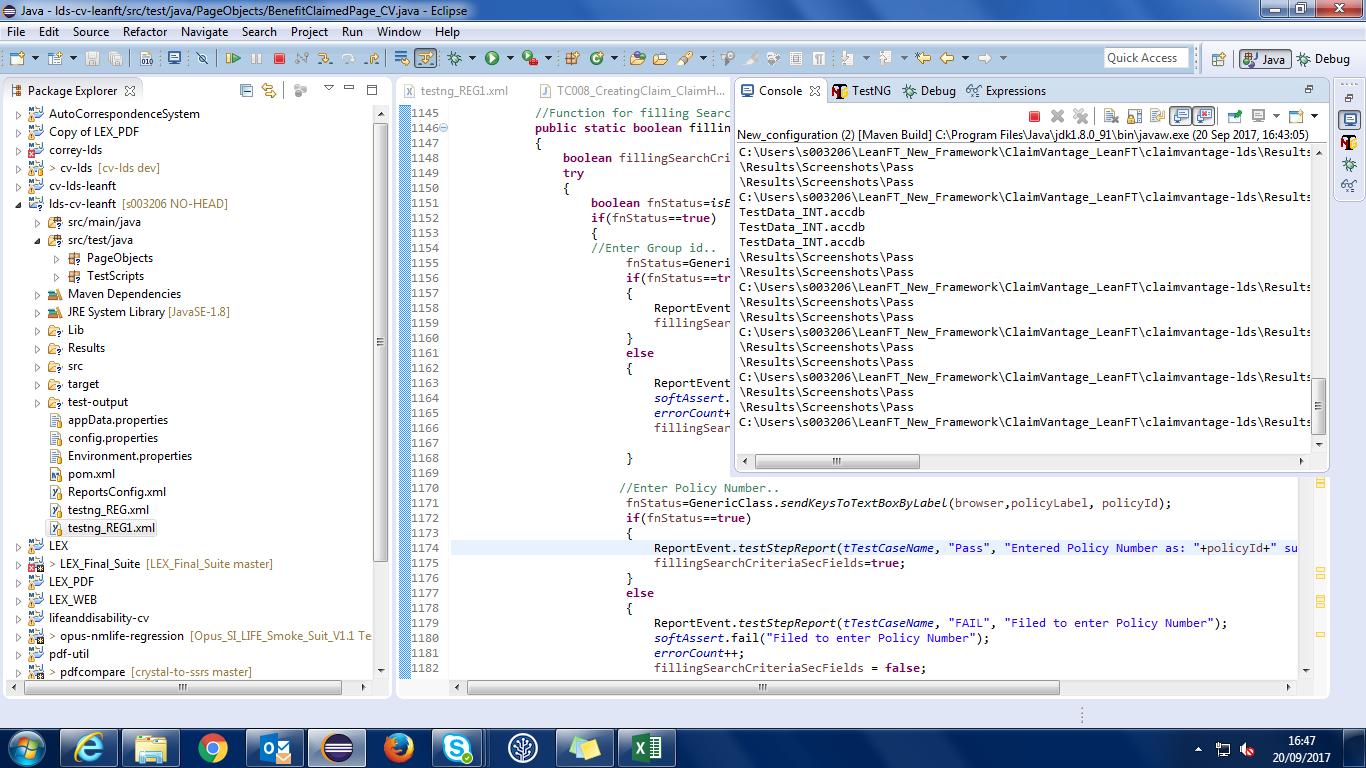 Java - lds-cv-leanft/src/test/java/PageObjects/BenefitClaimedPage_CV.java - Eclipse
File Edit Source Refactor Navigate Search Project Run Window Help
Quick Access
Java
Debug
Package Explorer
AutoCorrespondenceSystem
Copy of LEX_PDF
correy-lds
> cv-lds [cv-lds dev]
cv-lds-leanft
lds-cv-leanft [s003206 NO-HEAD]
src/main/java
src/test/java
PageObjects
TestScripts
Maven Dependencies
JRE System Library [JavaSE-1.8]
Lib
Results
src
target
test-output
appData.properties
config.properties
Environment.properties
pom.xml
ReportsConfig.xml
testng_REG.xml
testng_REG1.xml
LEX
> LEX_Final_Suite [LEX_Final_Suite master]
LEX_PDF
LEX_WEB
lifeanddisability-cv
> opus-nmlife-regression [Opus_SI_LIFE_Smoke_Suit_V1.1 Te
pdf-util
> pdfcompare [crystal-to-ssrs master]
testng_REG1.xml
TC008_CreatingClaim_ClaimH...
1145 //Function for filling Searc
1146 public static boolean fillin
1147 {
1148 boolean fillingSearchCri
1149 try
1150 {
1151 boolean fnStatus=isE
1152 if(fnStatus==true)
1153 {
1154 //Enter Group id..
1155 fnStatus=Generic
1156 if(fnStatus==tru
1157 {
1158 ReportEvent
1159 fillingSear
1160 }
1161 else
1162 {
1163 ReportEvent
1164 softAssert.
1165 errorCount+
1166 fillingSear
1167
1168 }
1169
1170 //Enter Policy Number..
1171 fnStatus=GenericClass.sendKeysToTextBoxByLabel(browser,policyLabel, policyId);
1172 if(fnStatus==true)
1173 {
1174 ReportEvent.testStepReport(tTestCaseName, "Pass", "Entered Policy Number as: "+policyId+" su
1175 fillingSearchCriteriaSecFields=true;
1176 }
1177 else
1178 {
1179 ReportEvent.testStepReport(tTestCaseName, "FAIL", "Filed to enter Policy Number");
1180 softAssert.fail("Filed to enter Policy Number");
1181 errorCount++;
1182 fillingSearchCriteriaSecFields = false;
Console TestNG Debug Expressions
New_configuration (2) [Maven Build] C:\Program Files\Java\jdk1.8.0_91\bin\javaw.exe (20 Sep 2017, 16:43:05)
C:\Users\s003206\LeanFT_New_Framework\ClaimVantage_LeanFT\claimvantage-lds\Results
\Results\Screenshots\Pass
\Results\Screenshots\Pass
C:\Users\s003206\LeanFT_New_Framework\ClaimVantage_LeanFT\claimvantage-lds\Results
TestData_INT.accdb
TestData_INT.accdb
TestData_INT.accdb
\Results\Screenshots\Pass
\Results\Screenshots\Pass
C:\Users\s003206\LeanFT_New_Framework\ClaimVantage_LeanFT\claimvantage-lds\Results
\Results\Screenshots\Pass
\Results\Screenshots\Pass
C:\Users\s003206\LeanFT_New_Framework\ClaimVantage_LeanFT\claimvantage-lds\Results
\Results\Screenshots\Pass
\Results\Screenshots\Pass
C:\Users\s003206\LeanFT_New_Framework\ClaimVantage_LeanFT\claimvantage-lds\Results
\Results\Screenshots\Pass
\Results\Screenshots\Pass
C:\Users\s003206\LeanFT_New_Framework\ClaimVantage_LeanFT\claimvantage-lds\Results
16:47
20/09/2017